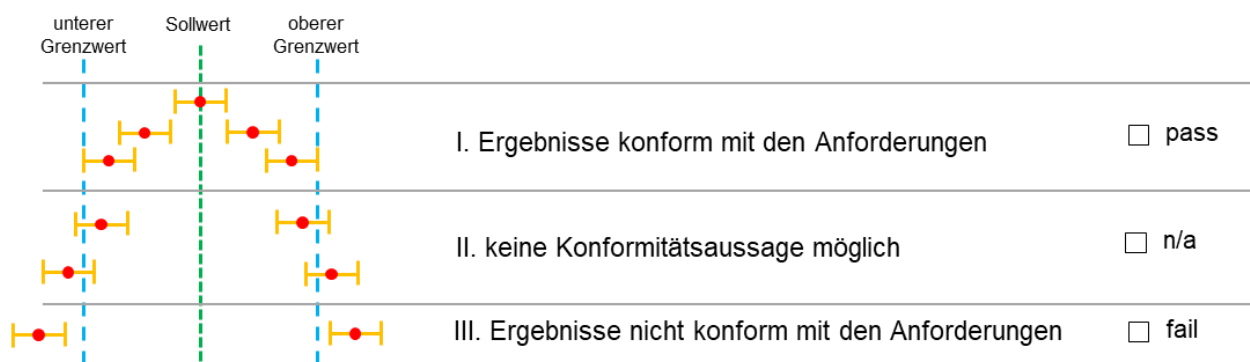 unterer
Grenzwert
Sollwert
oberer
Grenzwert
I. Ergebnisse konform mit den Anforderungen
pass
II. keine Konformitätsaussage möglich
n/a
III. Ergebnisse nicht konform mit den Anforderungen
fail